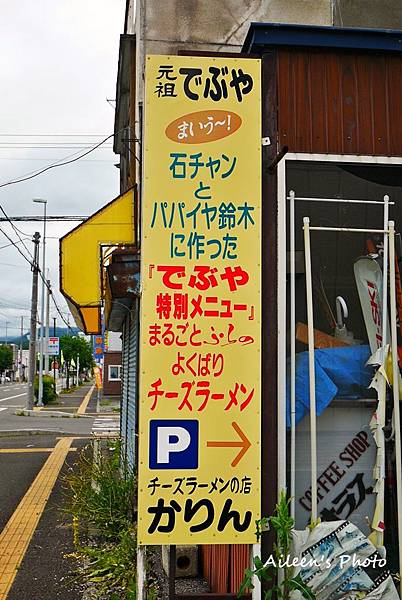 元祖 でぶや
まいう〜!
石チャン
と
パパイヤ鈴木
に作った
『でぶや
特別メニュー』
まるごとふらの
よくばり
チーズラーメン
P
チーズラーメンの店
かりん
COFFEE SHOP
Aileen's Photo